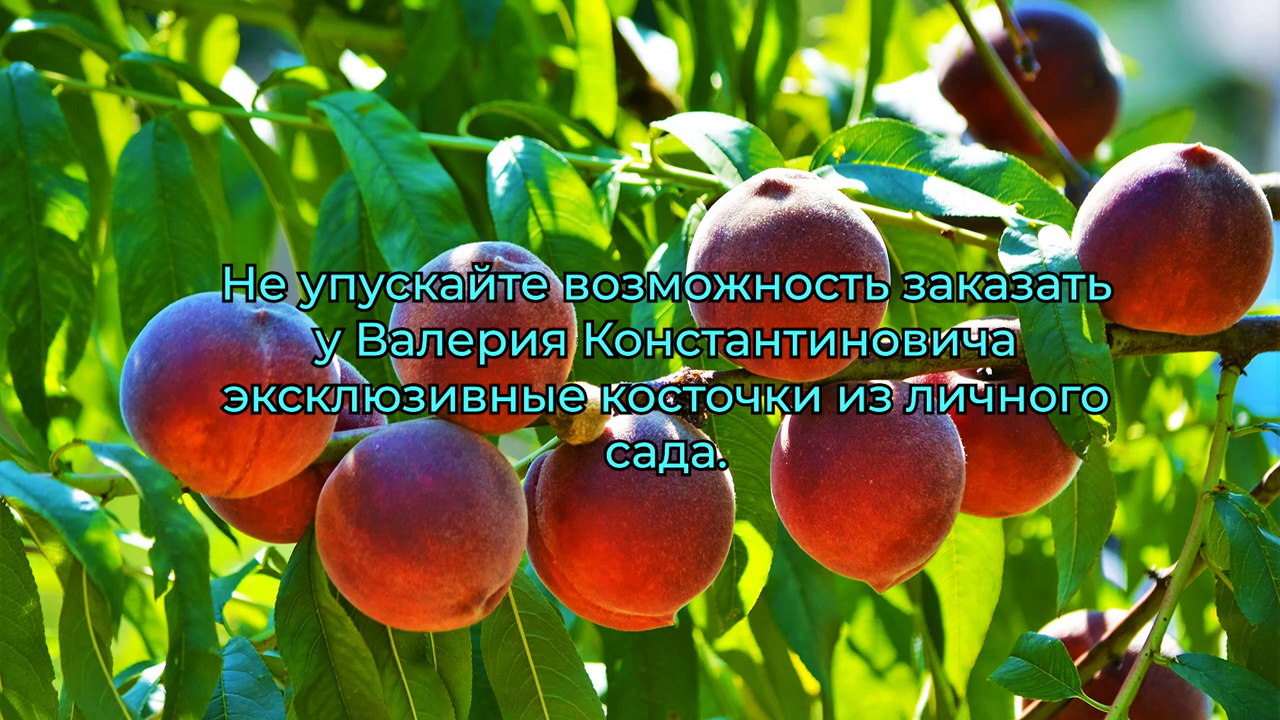 Не упускайте возможность заказать
у Валерия Константиновича
эксклюзивные косточки из личного
сада.